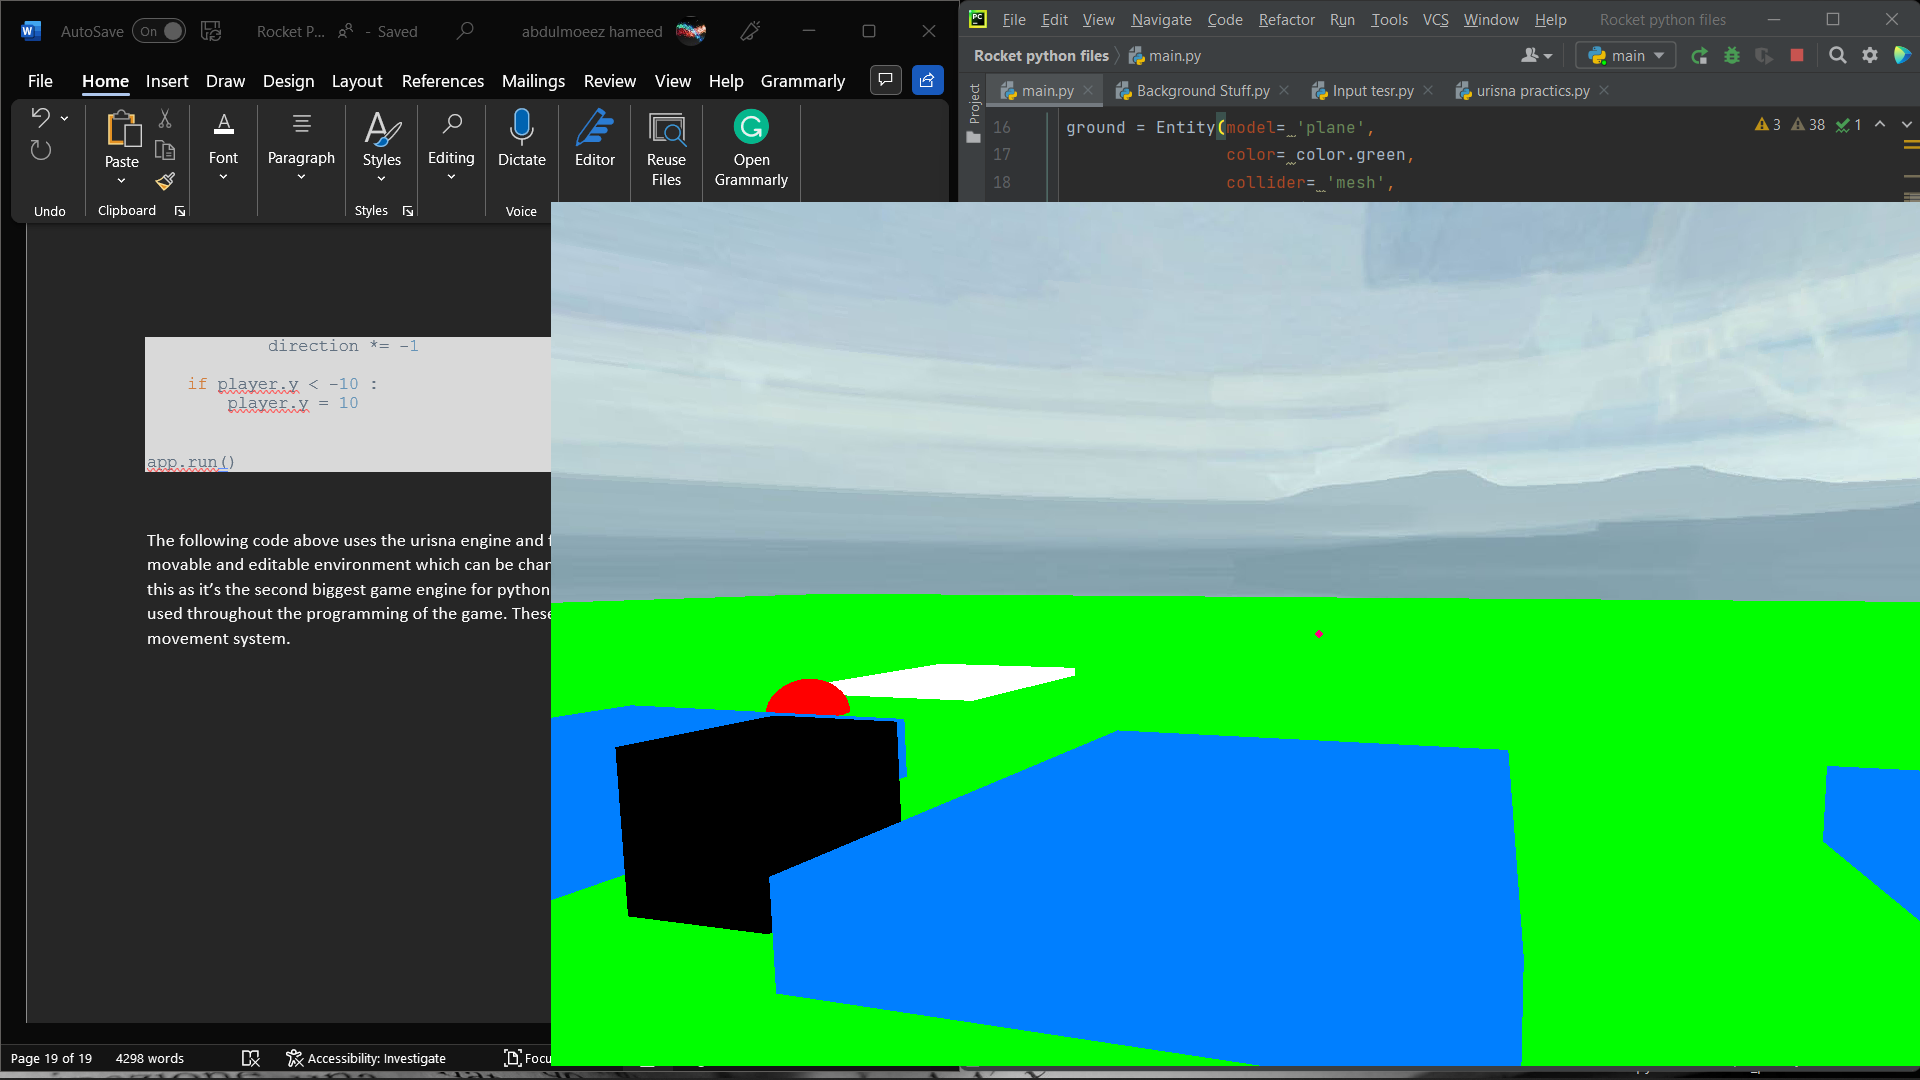 AutoSave On Rocket P... - Saved abdulmoeez hameed
File Home Insert Draw Design Layout References Mailings Review View Help Grammarly
Paste Font Paragraph Styles Editing Dictate Editor Reuse Files Open Grammarly
Undo Clipboard Styles Voice
direction *= -1
if player.y < -10 :
player.y = 10
app.run()
The following code above uses the urisna engine and
movable and editable environment which can be
this as it's the second biggest game engine for python
used throughout the programming of the game. These
movement system.
Page 19 of 19 4298 words Accessibility: Investigate
PC File Edit View Navigate Code Refactor Run Tools VCS Window Help Rocket python files
Rocket python files main.py main
Project main.py Background Stuff.py Input tesr.py urisna practics.py
16 ground = Entity(model= 'plane', 3 38 1
17 color= color.green,
18 collider= 'mesh',